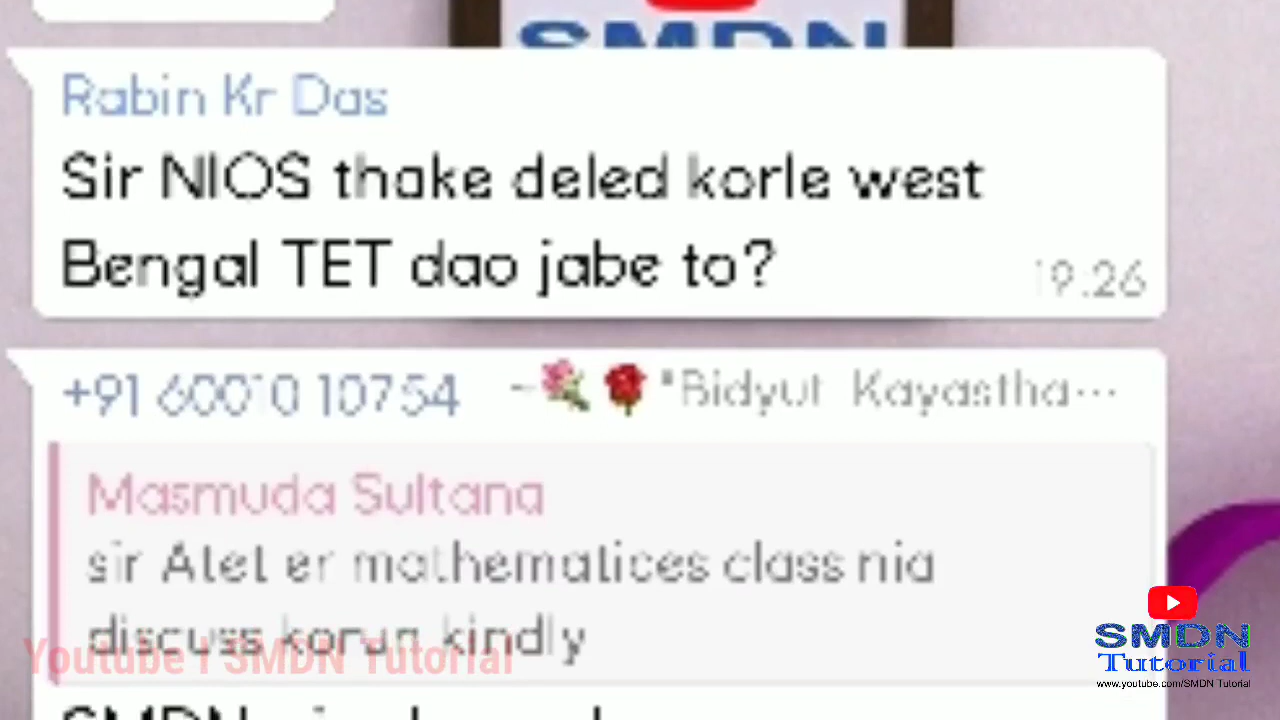 SMDN
Rabin Kr Das
Sir NIOS thake deled korle west
Bengal TET dao jabe to?
19:26
+91 60010 10754 ~💐🌹*Bidyut Kayastha...
Masmuda Sultana
sir Atet er mathematices class nia
discuss korun kindly
Youtube I SMDN Tutorial
SMDN
Tutorial
www.youtube.com/SMDN Tutorial